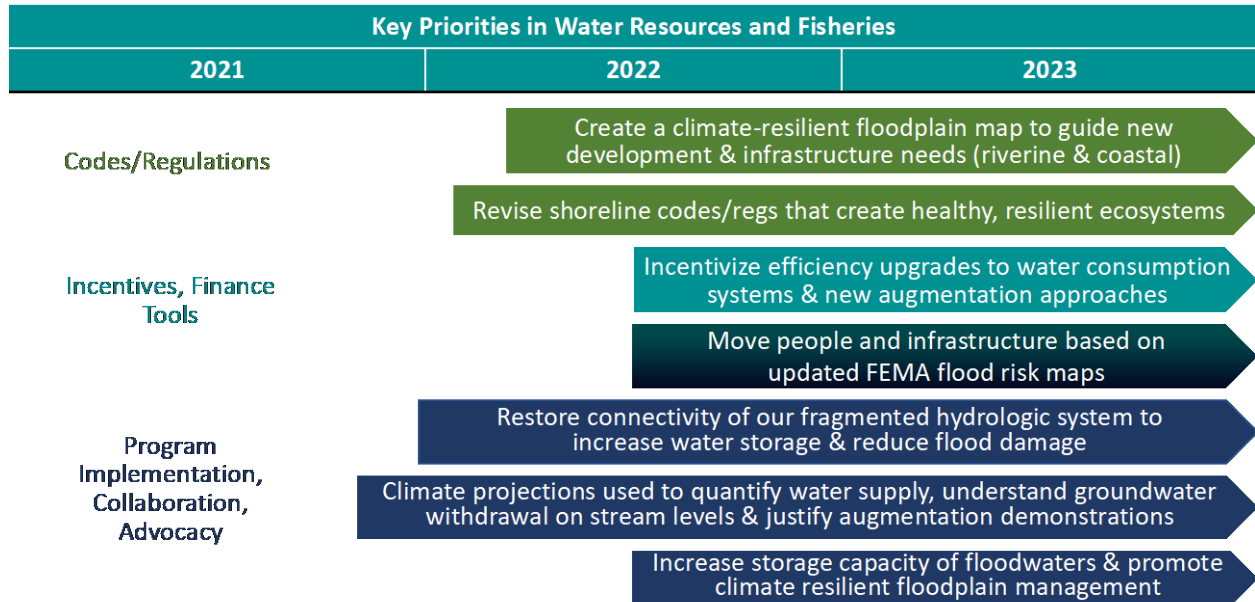 Key Priorities in Water Resources and Fisheries
2021 2022 2023
Codes/Regulations
Create a climate-resilient floodplain map to guide new
development & infrastructure needs (riverine & coastal)
Revise shoreline codes/regs that create healthy, resilient ecosystems
Incentives, Finance
Tools
Incentivize efficiency upgrades to water consumption
systems & new augmentation approaches
Move people and infrastructure based on
updated FEMA flood risk maps
Program
Implementation,
Collaboration,
Advocacy
Restore connectivity of our fragmented hydrologic system to
increase water storage & reduce flood damage
Climate projections used to quantify water supply, understand groundwater
withdrawal on stream levels & justify augmentation demonstrations
Increase storage capacity of floodwaters & promote
climate resilient floodplain management